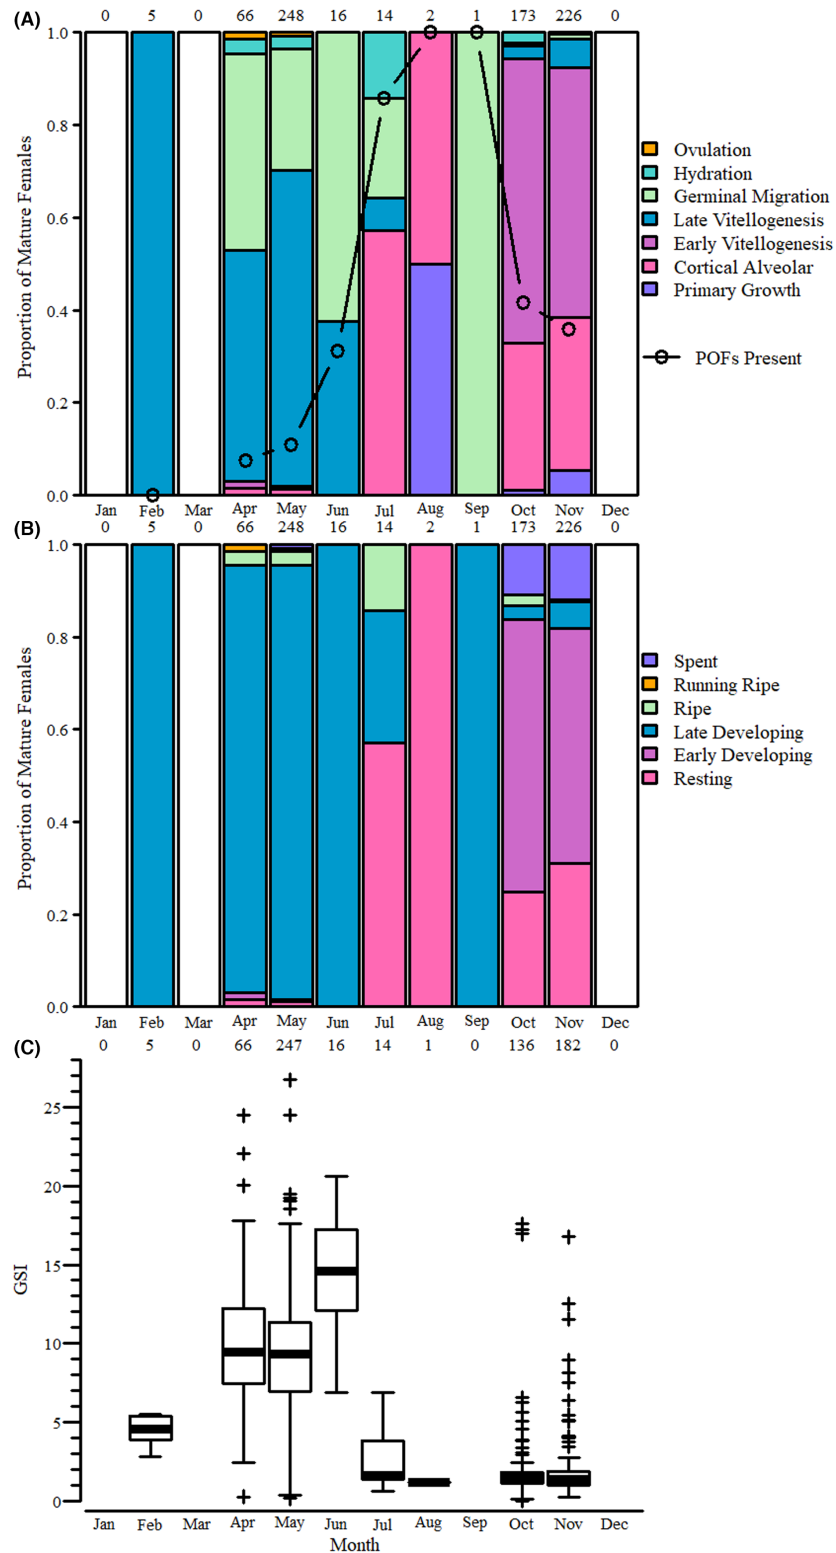 (A)
0 5 0 66 248 16 14 2 1 173 226 0
Proportion of Mature Females
1.0
0.8
0.6
0.4
0.2
0.0
Ovulation
Hydration
Germinal Migration
Late Vitellogenesis
Early Vitellogenesis
Cortical Alveolar
Primary Growth
POFs Present
Jan Feb Mar Apr May Jun Jul Aug Sep Oct Nov Dec
(B)
0 5 0 66 248 16 14 2 1 173 226 0
Proportion of Mature Females
1.0
0.8
0.6
0.4
0.2
0.0
Spent
Running Ripe
Ripe
Late Developing
Early Developing
Resting
Jan Feb Mar Apr May Jun Jul Aug Sep Oct Nov Dec
(C)
0 5 0 66 247 16 14 1 0 136 182 0
GSI
25
20
15
10
5
0
Jan Feb Mar Apr May Jun Jul Aug Sep Oct Nov Dec
Month